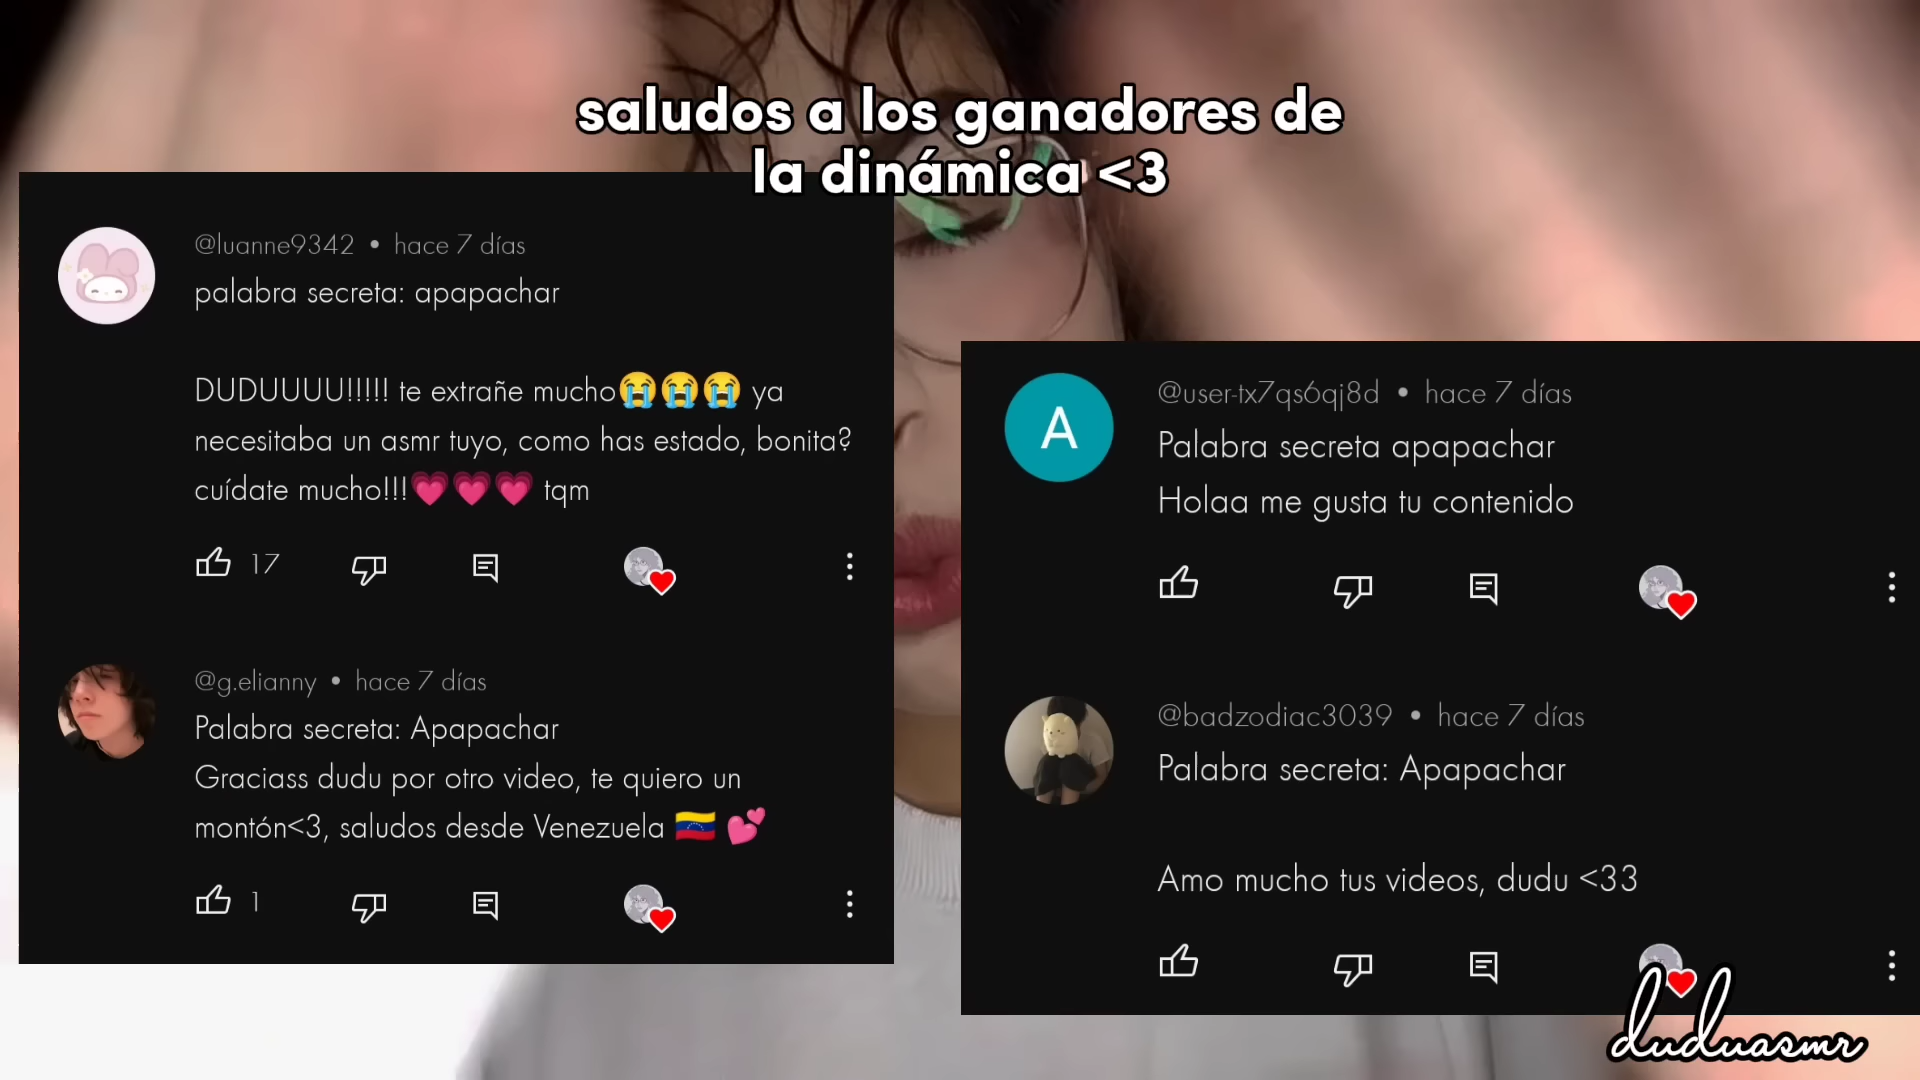 saludos a los ganadores de
la dinámica <3
@luanne9342 • hace 7 días
palabra secreta: apapachar
DUDUUUU!!!!! te extrañe mucho😭😭😭 ya
necesitaba un asmr tuyo, como has estado, bonita?
cuídate mucho!!!💗💗💗 tqm
17
@g.elianny • hace 7 días
Palabra secreta: Apapachar
Graciass dudu por otro video, te quiero un
montón<3, saludos desde Venezuela 🇻🇪 💕
1
A
@user-tx7qs6qj8d • hace 7 días
Palabra secreta apapachar
Holaa me gusta tu contenido
@badzodiac3039 • hace 7 días
Palabra secreta: Apapachar
Amo mucho tus videos, dudu <33
duduasmr